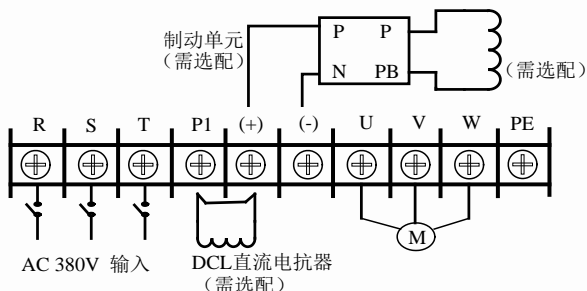 制动单元
（需选配）
P P
N PB
（需选配）
R S T P1 (+) (-) U V W PE
M
AC 380V 输入
DCL直流电抗器
（需选配）